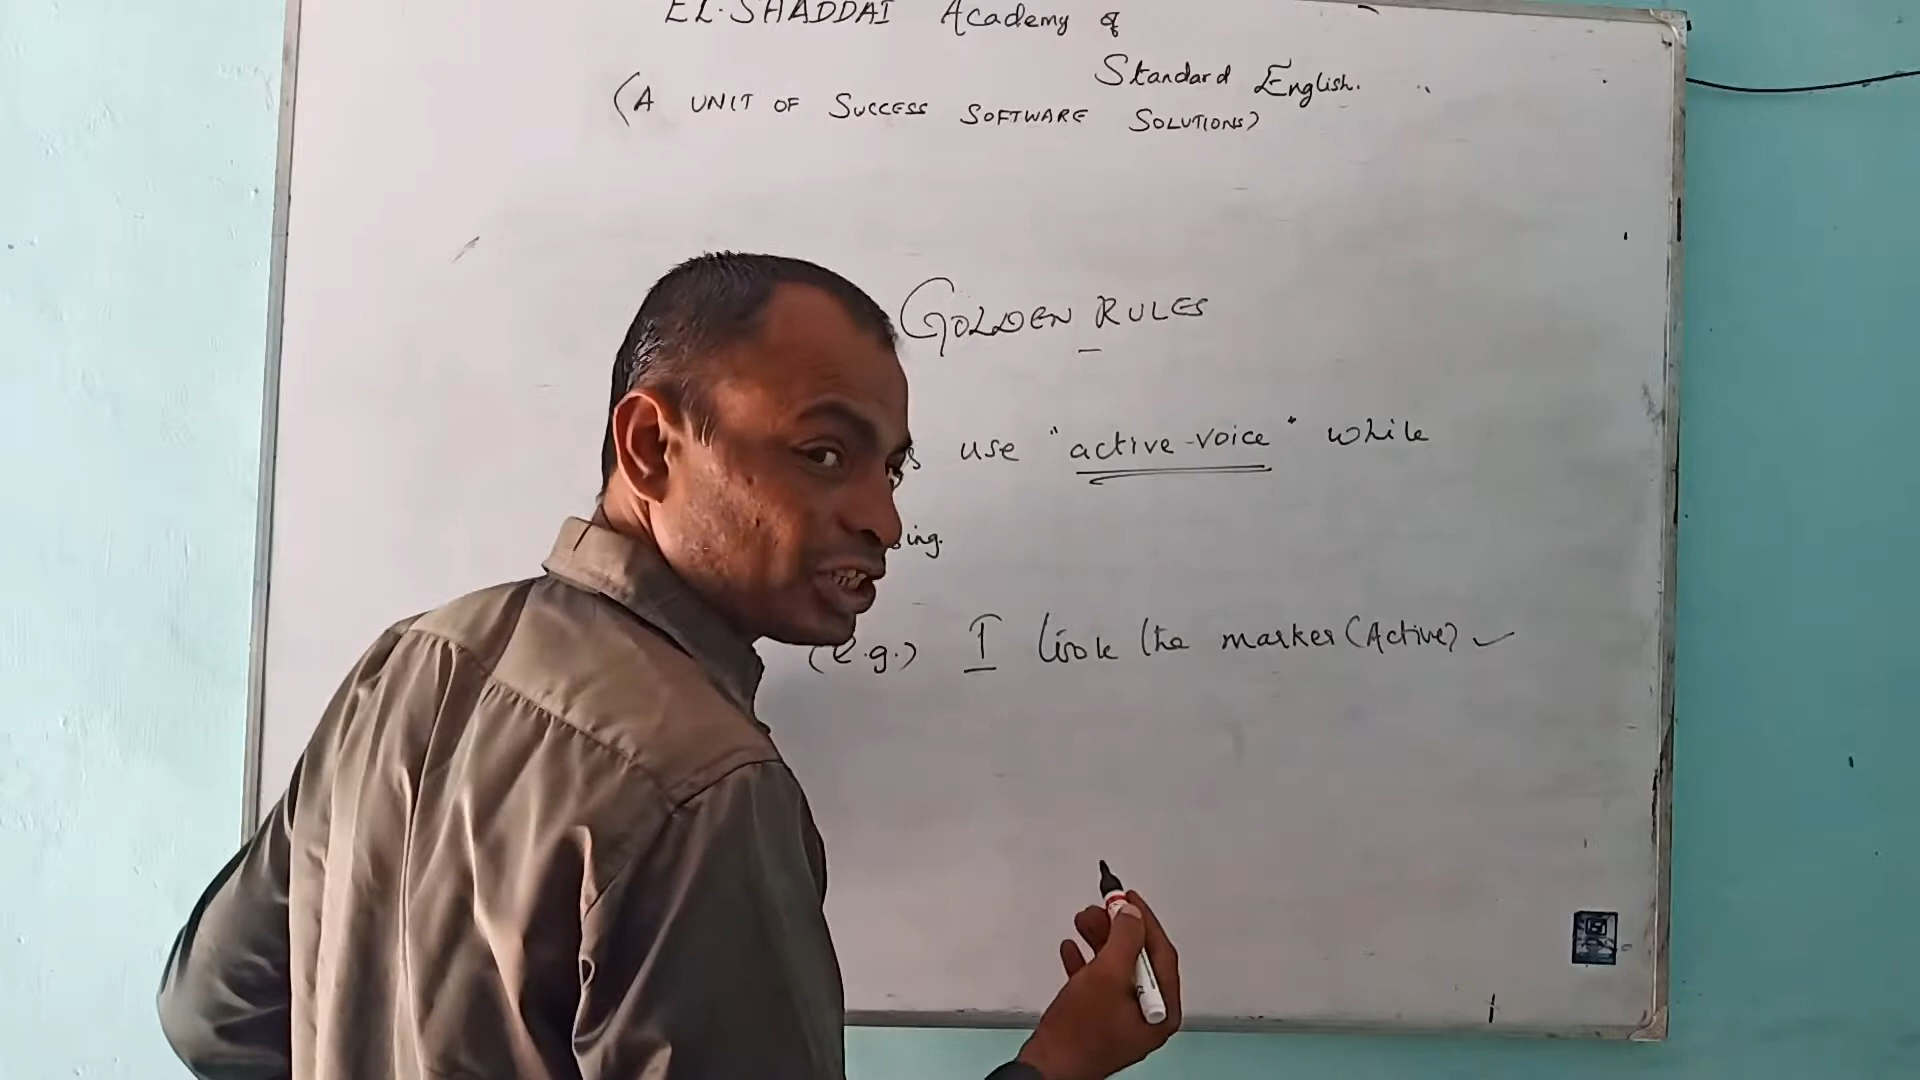 EL-SHADDAI Academy of
Standard English.
(A UNIT OF SUCCESS SOFTWARE SOLUTIONS)
GOLDEN RULES
use "active-voice" while
(e.g.) I took the marker (Active) ✓